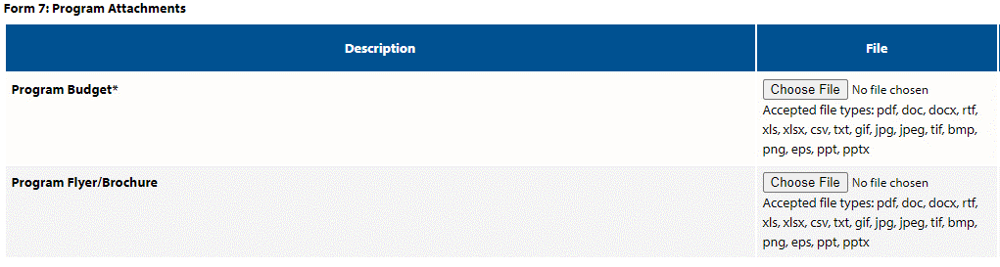 Form 7: Program Attachments
Description File
Program Budget* Choose File No file chosen
Accepted file types: pdf, doc, docx, rtf,
xls, xlsx, csv, txt, gif, jpg, jpeg, tif, bmp,
png, eps, ppt, pptx
Program Flyer/Brochure Choose File No file chosen
Accepted file types: pdf, doc, docx, rtf,
xls, xlsx, csv, txt, gif, jpg, jpeg, tif, bmp,
png, eps, ppt, pptx